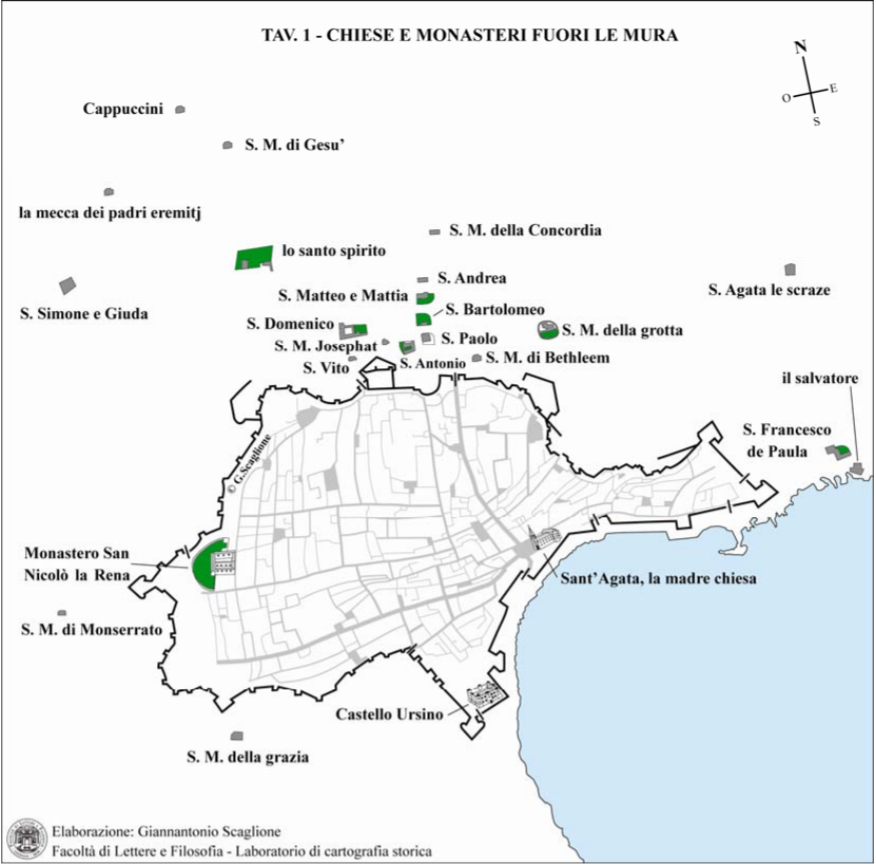 TAV. 1 - CHIESE E MONASTERI FUORI LE MURA
N
O
E
S
Cappuccini
S. M. di Gesu’
la mecca dei padri eremitj
S. M. della Concordia
lo santo spirito
S. Andrea
S. Agata le scraze
S. Matteo e Mattia
S. Simone e Giuda
S. Bartolomeo
S. Domenico
S. M. della grotta
S. Paolo
S. M. Josephat
S. Antonio
S. M. di Bethleem
S. Vito
il salvatore
S. Francesco
de Paula
© G.Scaglione
Monastero San
Nicolò la Rena
Sant’Agata, la madre chiesa
S. M. di Monserrato
Castello Ursino
S. M. della grazia
Elaborazione: Giannantonio Scaglione
Facoltà di Lettere e Filosofia - Laboratorio di cartografia storica